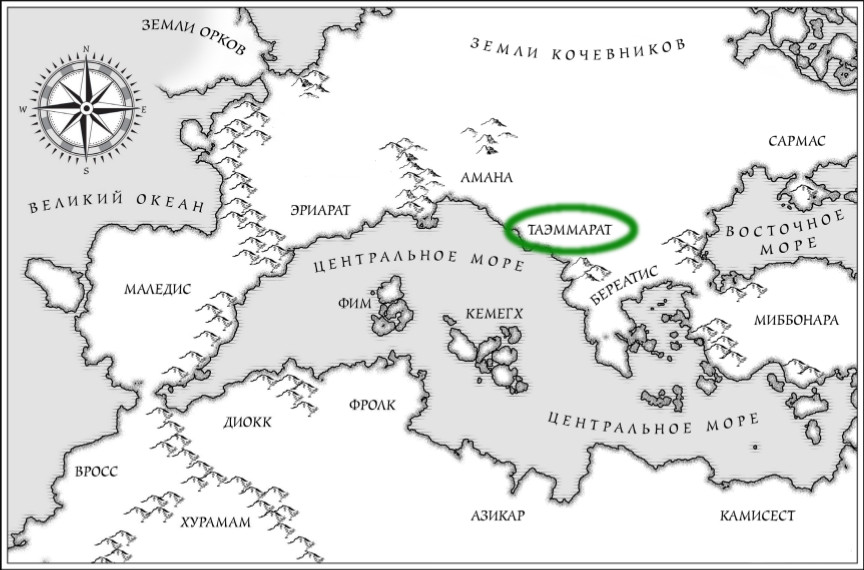 ЗЕМЛИ ОРКОВ
ЗЕМЛИ КОЧЕВНИКОВ
N
W
E
S
САРМАС
АМАНА
ВЕЛИКИЙ ОКЕАН
ЭРИАРАТ
ТАЭММАРАТ
ВОСТОЧНОЕ
МОРЕ
ЦЕНТРАЛЬНОЕ МОРЕ
МАЛЕДИС
БЕРЕАТИС
ФИМ
КЕМЕГХ
МИББОНАРА
ДИОКК
ФРОЛК
ЦЕНТРАЛЬНОЕ МОРЕ
ВРОСС
ХУРАМАМ
АЗИКАР
КАМИСЕСТ